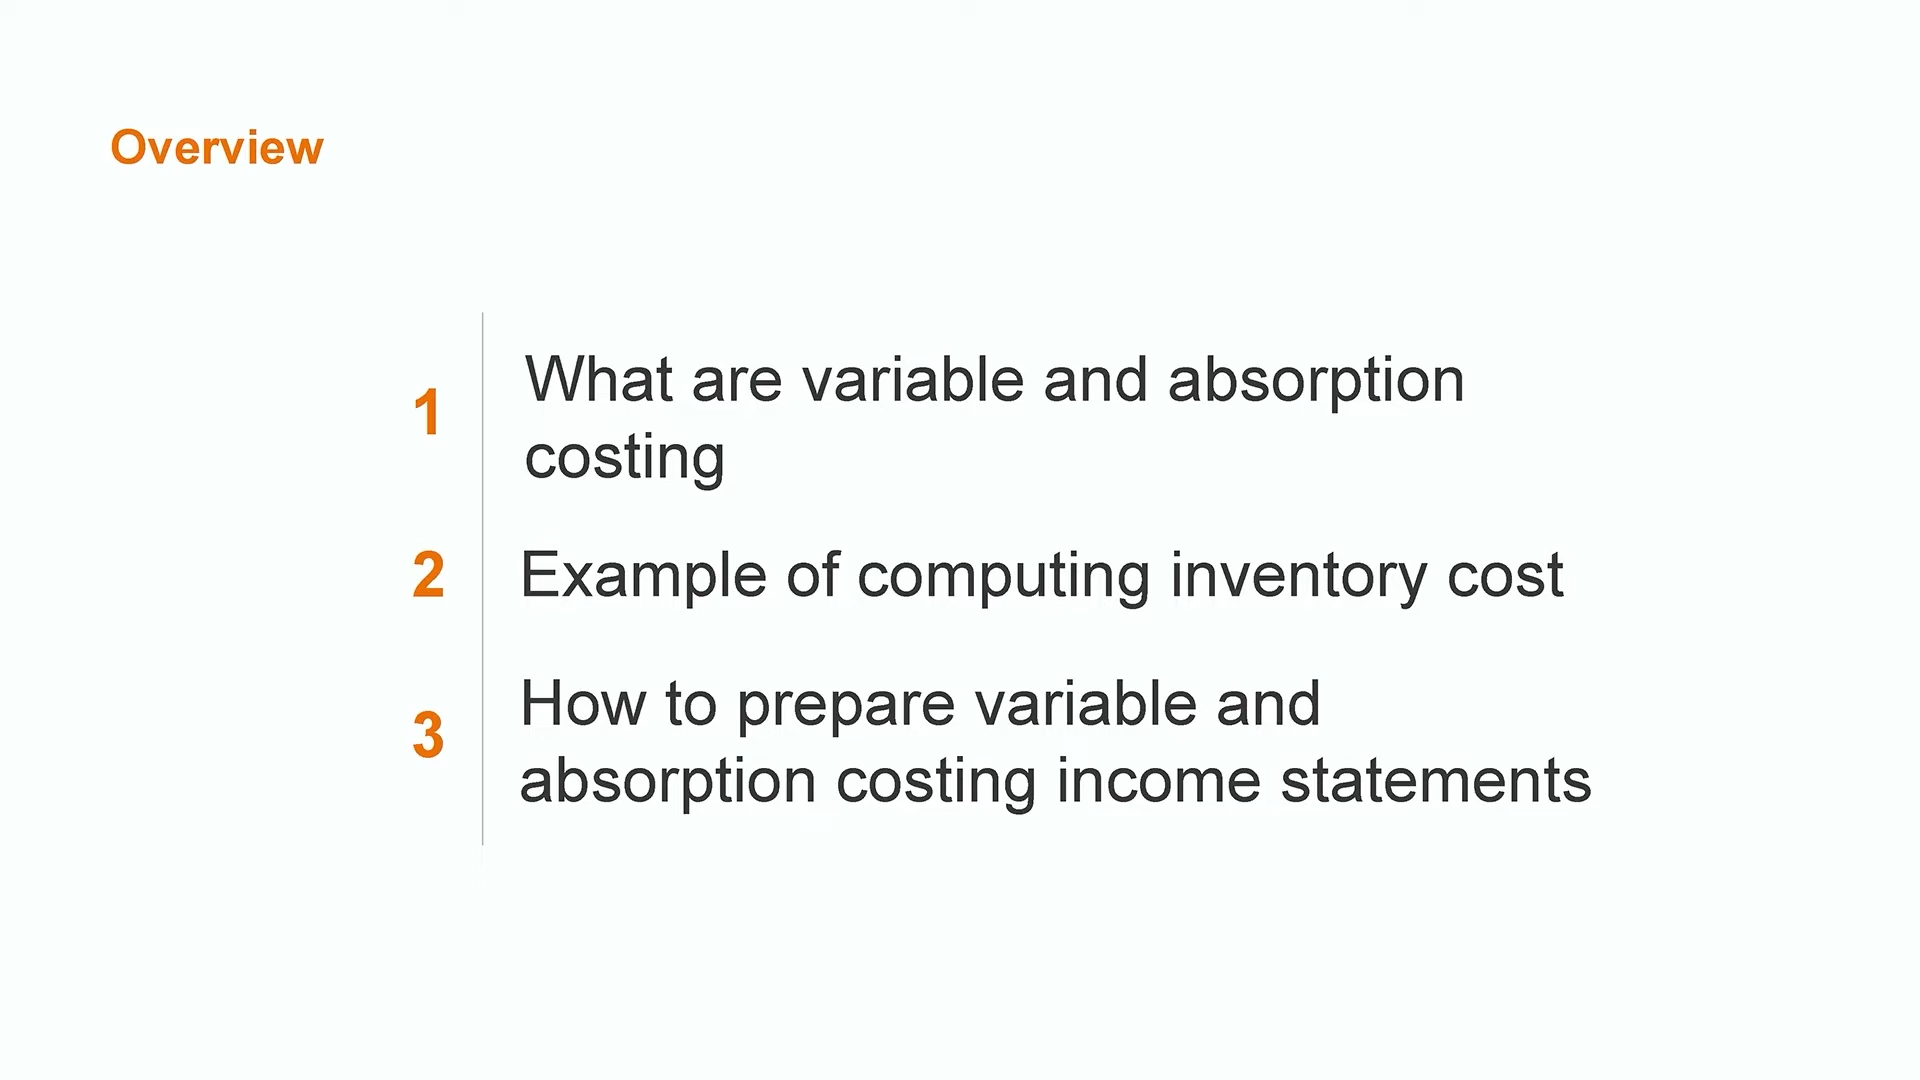 Overview
1
What are variable and absorption
costing
2
Example of computing inventory cost
3
How to prepare variable and
absorption costing income statements